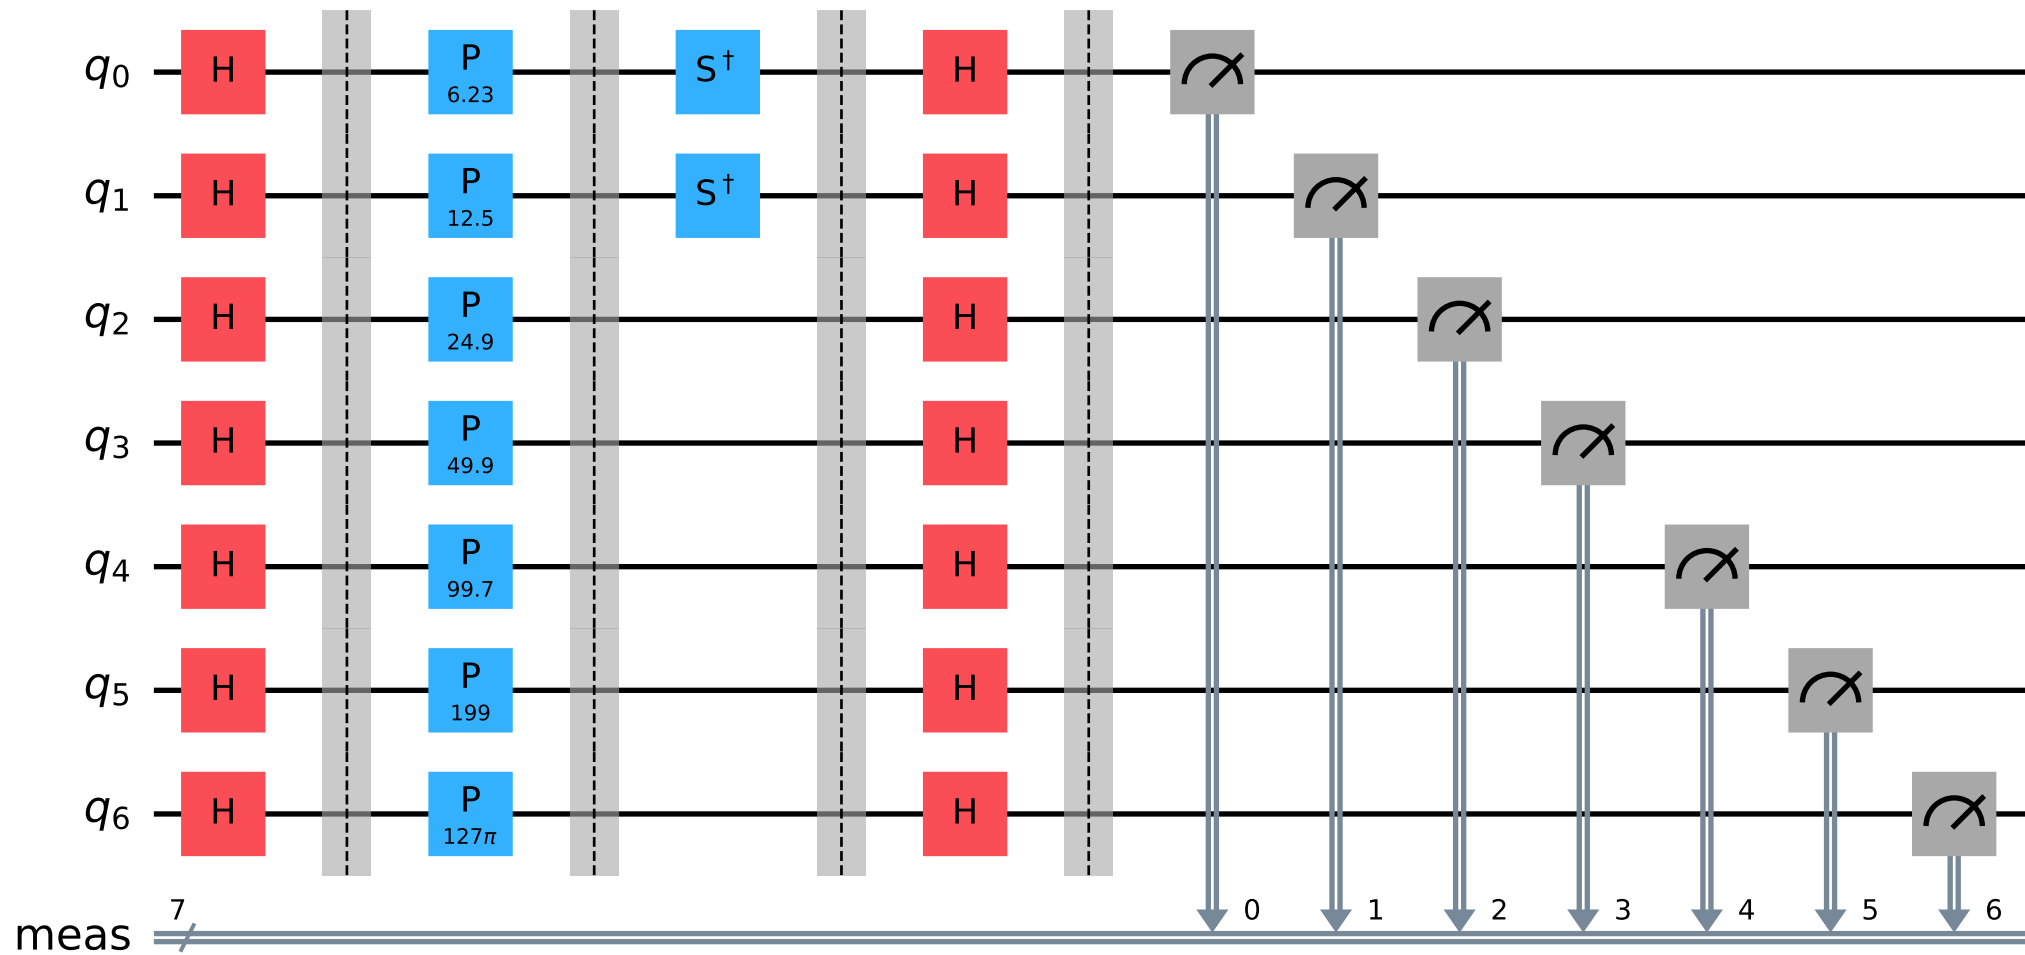 q0 H P 6.23 S† H
q1 H P 12.5 S† H
q2 H P 24.9 H
q3 H P 49.9 H
q4 H P 99.7 H
q5 H P 199 H
q6 H P 127π H
7 0 1 2 3 4 5 6
meas